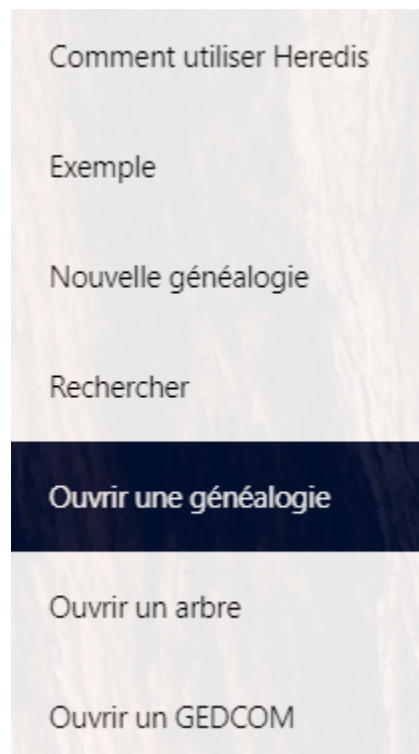 Comment utiliser Heredis
Exemple
Nouvelle généalogie
Rechercher
Ouvrir une généalogie
Ouvrir un arbre
Ouvrir un GEDCOM